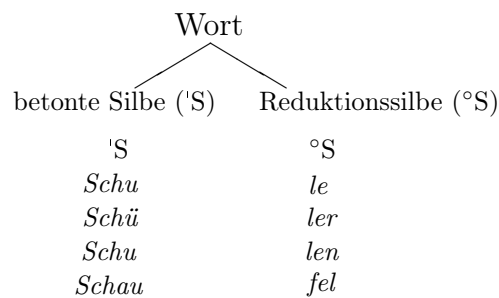 Wort
betonte Silbe (ˈS) Reduktionssilbe (°S)
ˈS °S
Schu le
Schü ler
Schu len
Schau fel